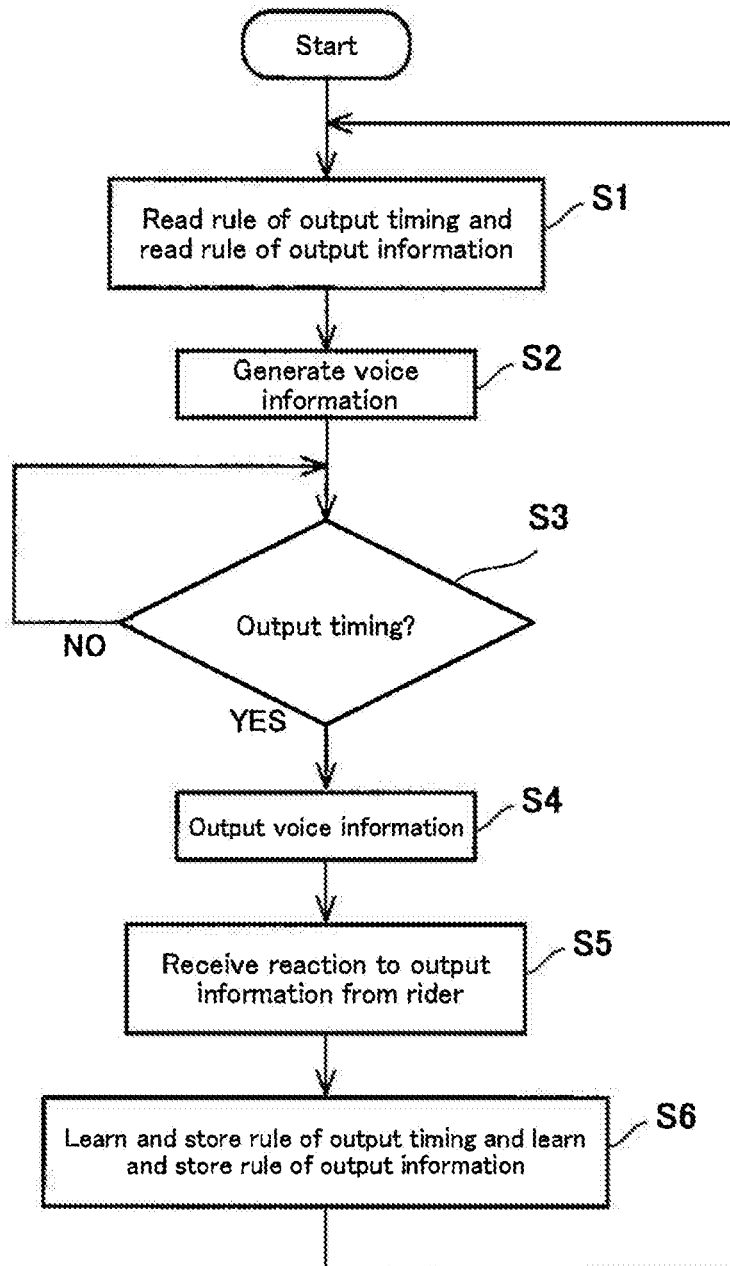 Start
Read rule of output timing and
read rule of output information
S1
Generate voice
information
S2
S3
Output timing?
NO
YES
Output voice information
S4
Receive reaction to output
information from rider
S5
Learn and store rule of output timing and learn
and store rule of output information
S6